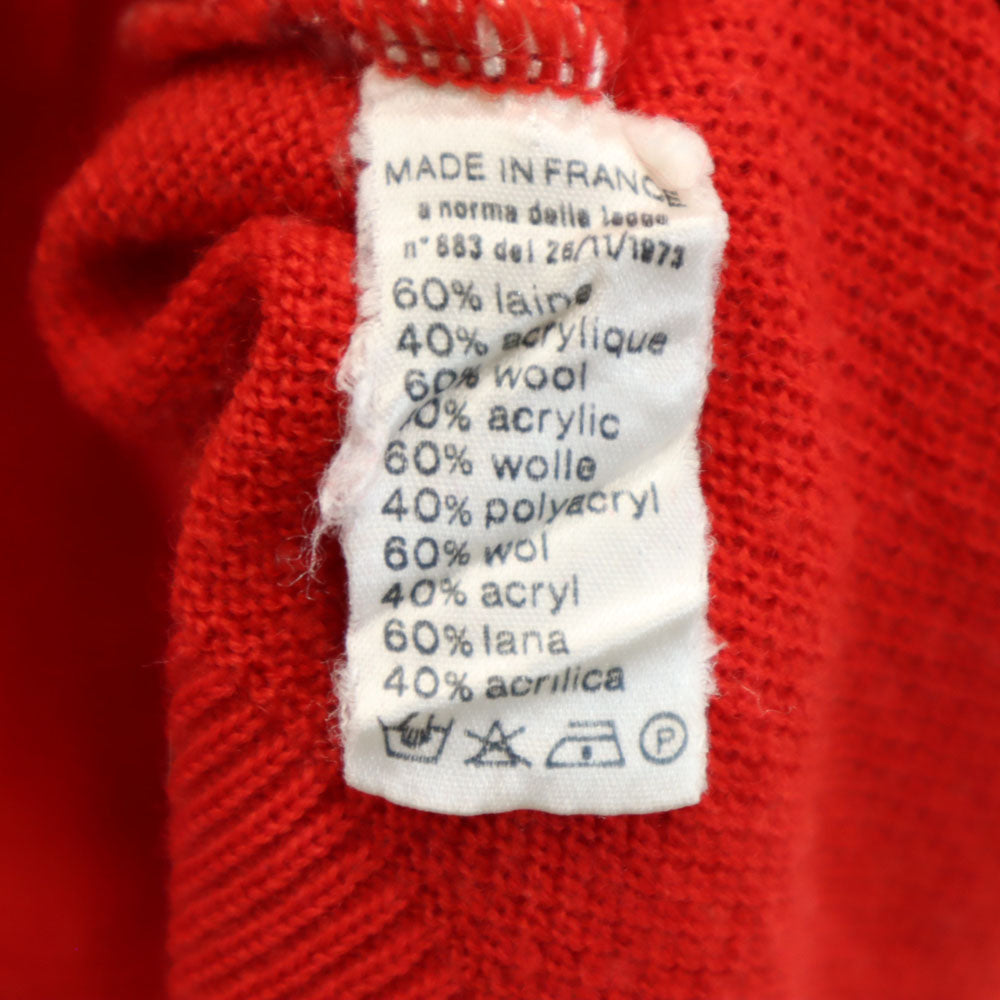 MADE IN FRANCE
a norma delle legge
n° 883 del 26/11/1973
60% laine
40% acrylique
60% wool
40% acrylic
60% wolle
40% polyacryl
60% wol
40% acryl
60% lana
40% acrilica
P